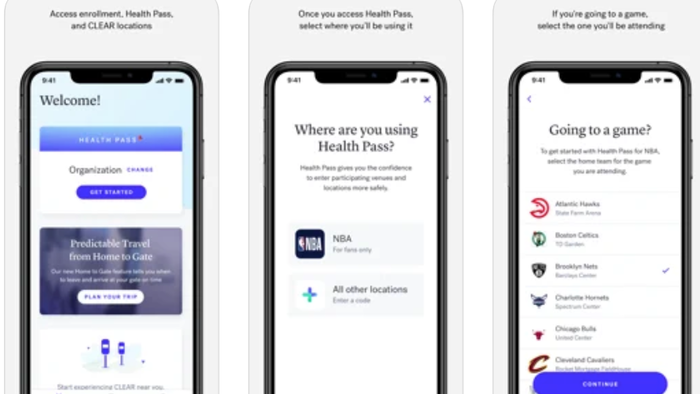 Access enrollment, Health Pass,
and CLEAR locations
9:41
Welcome!
HEALTH PASS
Organization CHANGE
GET STARTED
Predictable Travel
from Home to Gate
Our new Home to Gate feature tells you when
to leave and arrive at your gate on time
PLAN YOUR TRIP
Start experiencing CLEAR near you.
Once you access Health Pass,
select where you'll be using it
9:41
Where are you using
Health Pass?
Health Pass gives you the confidence
to enter participating venues and
locations more safely.
NBA
NBA
For fans only
All other locations
Enter a code
If you're going to a game,
select the one you'll be attending
9:41
Going to a game?
To get started with Health Pass for NBA,
select the home team for the game
you are attending.
Atlantic Hawks
State Farm Arena
Boston Celtics
TD Garden
Brooklyn Nets
Barclays Center
Charlotte Hornets
Spectrum Center
Chicago Bulls
United Center
Cleveland Cavaliers
Rocket Mortgage FieldHouse
CONTINUE